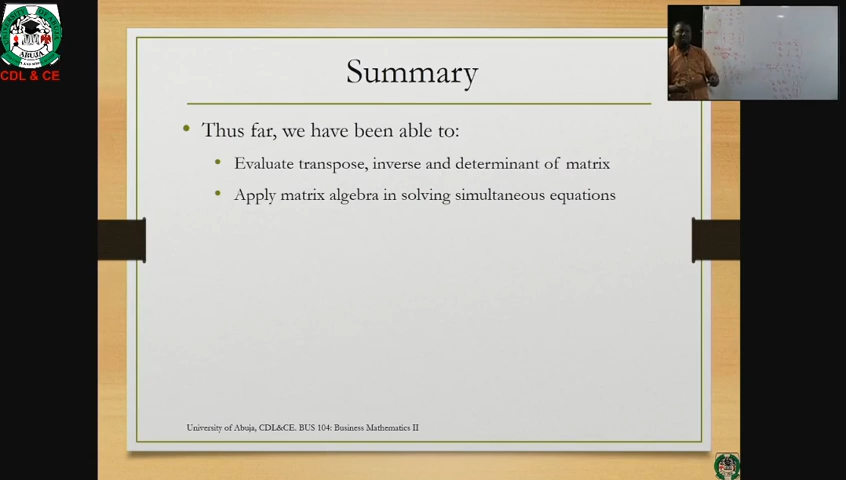 ABUJA
CDL & CE
Summary
Thus far, we have been able to:
Evaluate transpose, inverse and determinant of matrix
Apply matrix algebra in solving simultaneous equations
University of Abuja, CDL&CE. BUS 104: Business Mathematics II